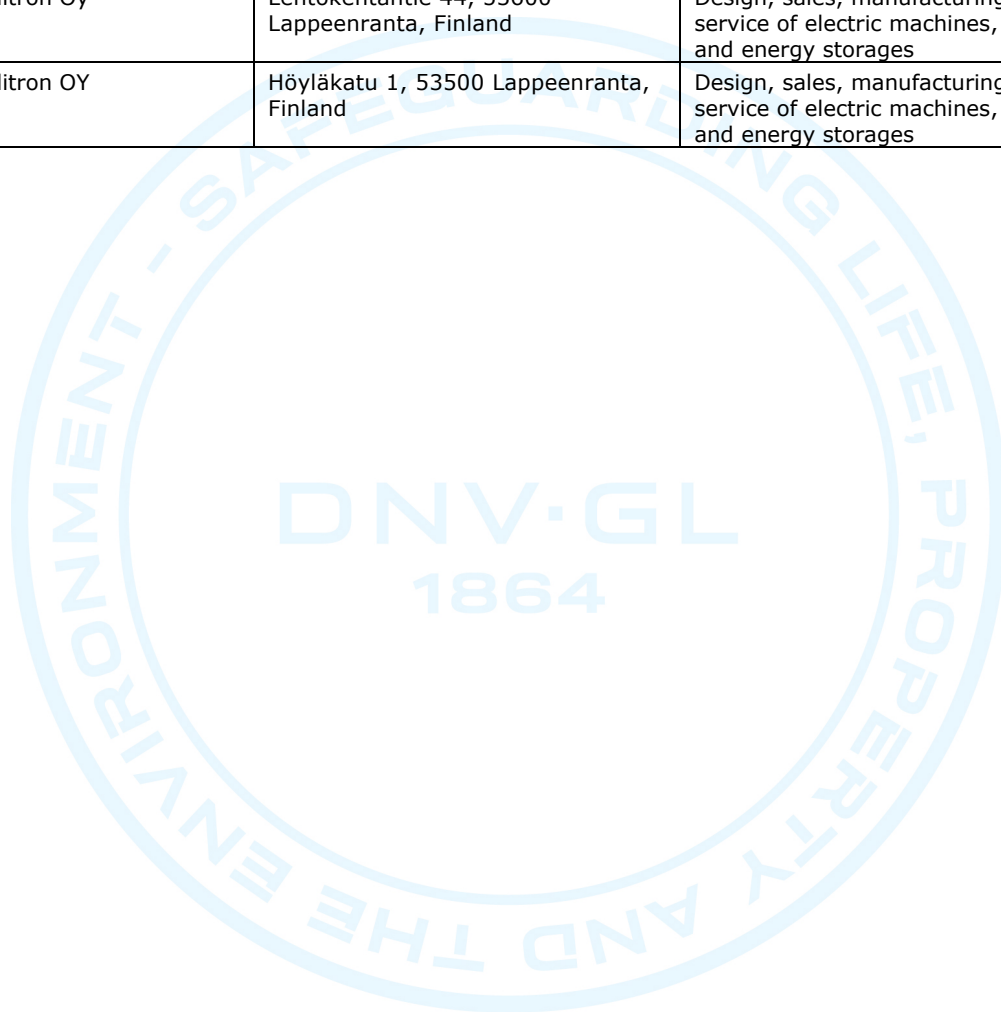 litron Oy
Lentokentäntie 44, 53600
Lappeenranta, Finland
Design, sales, manufacturing
service of electric machines,
and energy storages
litron OY
Höyläkatu 1, 53500 Lappeenranta,
Finland
Design, sales, manufacturing
service of electric machines,
and energy storages
SAFEGUARDING LIFE, PROPERTY AND THE ENVIRONMENT -
DNV·GL
1864